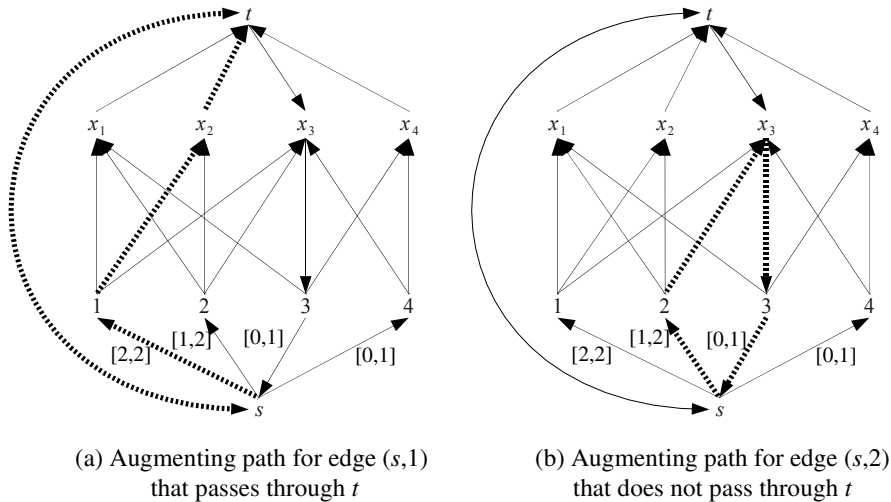 t
x1 x2 x3 x4
1 2 3 4
[2,2] [1,2] [0,1] [0,1]
s
(a) Augmenting path for edge (s,1)
that passes through t
t
x1 x2 x3 x4
1 2 3 4
[2,2] [1,2] [0,1] [0,1]
s
(b) Augmenting path for edge (s,2)
that does not pass through t